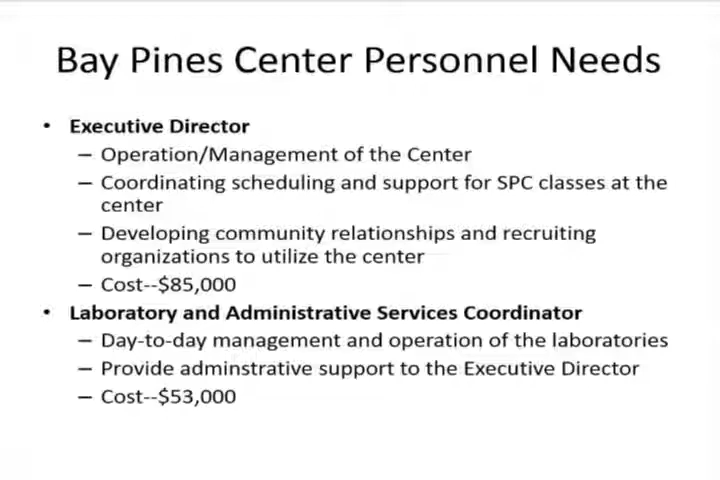 Bay Pines Center Personnel Needs
• Executive Director
– Operation/Management of the Center
– Coordinating scheduling and support for SPC classes at the
center
– Developing community relationships and recruiting
organizations to utilize the center
– Cost--$85,000
• Laboratory and Administrative Services Coordinator
– Day-to-day management and operation of the laboratories
– Provide adminstrative support to the Executive Director
– Cost--$53,000